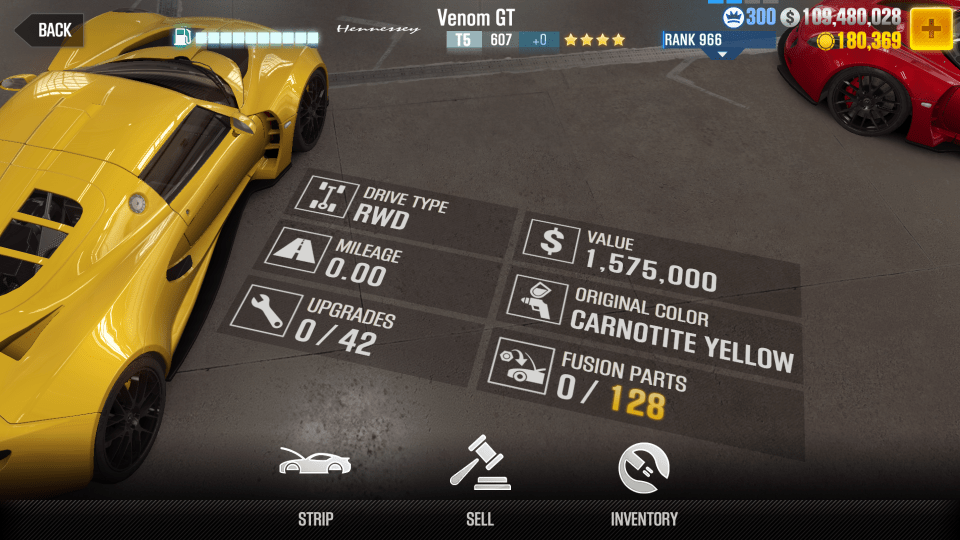 BACK
Hennessey
Venom GT
T5 607 +0
RANK 966
300
109,480,028
180,369
DRIVE TYPE
RWD
MILEAGE
0.00
UPGRADES
0 / 42
VALUE
1,575,000
ORIGINAL COLOR
CARNOTITE YELLOW
FUSION PARTS
0 / 128
STRIP
SELL
INVENTORY